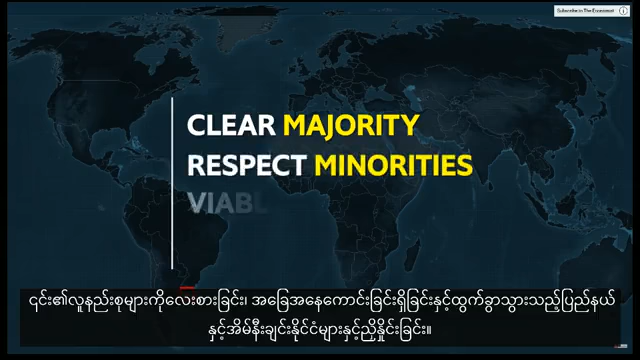 Subscribe to The Economist
CLEAR MAJORITY
RESPECT MINORITIES
VIABL
၎င်း၏လူနည်းစုများကိုလေးစားခြင်း၊ အခြေအနေကောင်းခြင်းရှိခြင်းနှင့်ထွက်ခွာသွားသည့်ပြည်နယ်
နှင့်အိမ်နီးချင်းနိုင်ငံများနှင့်ညှိနှိုင်းခြင်း။